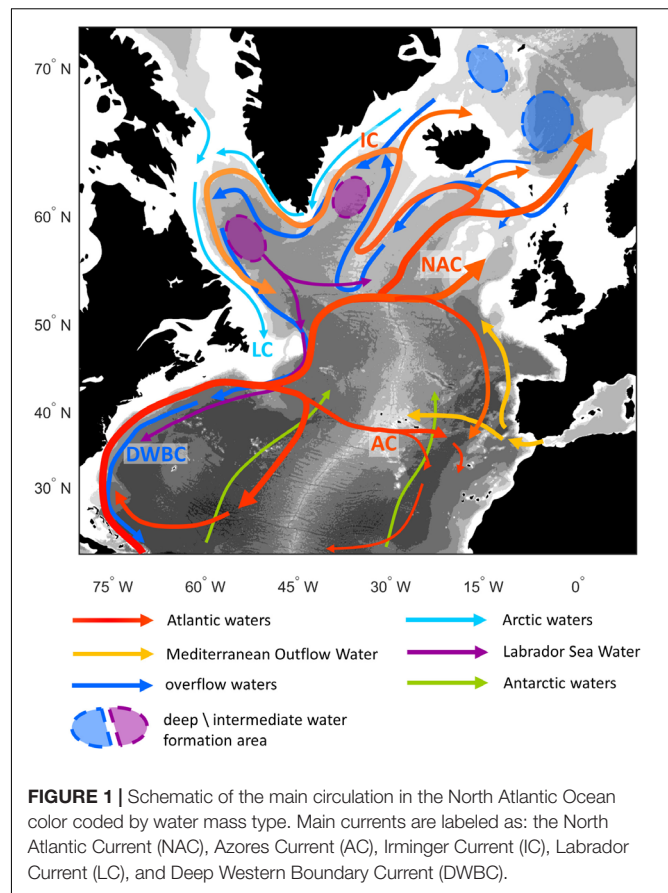 70° N
60° N
50° N
40° N
30° N
IC
NAC
LC
AC
DWBC
75° W 60° W 45° W 30° W 15° W 0°
Atlantic waters
Arctic waters
Mediterranean Outflow Water
Labrador Sea Water
overflow waters
Antarctic waters
deep \ intermediate water
formation area
FIGURE 1 | Schematic of the main circulation in the North Atlantic Ocean
color coded by water mass type. Main currents are labeled as: the North
Atlantic Current (NAC), Azores Current (AC), Irminger Current (IC), Labrador
Current (LC), and Deep Western Boundary Current (DWBC).